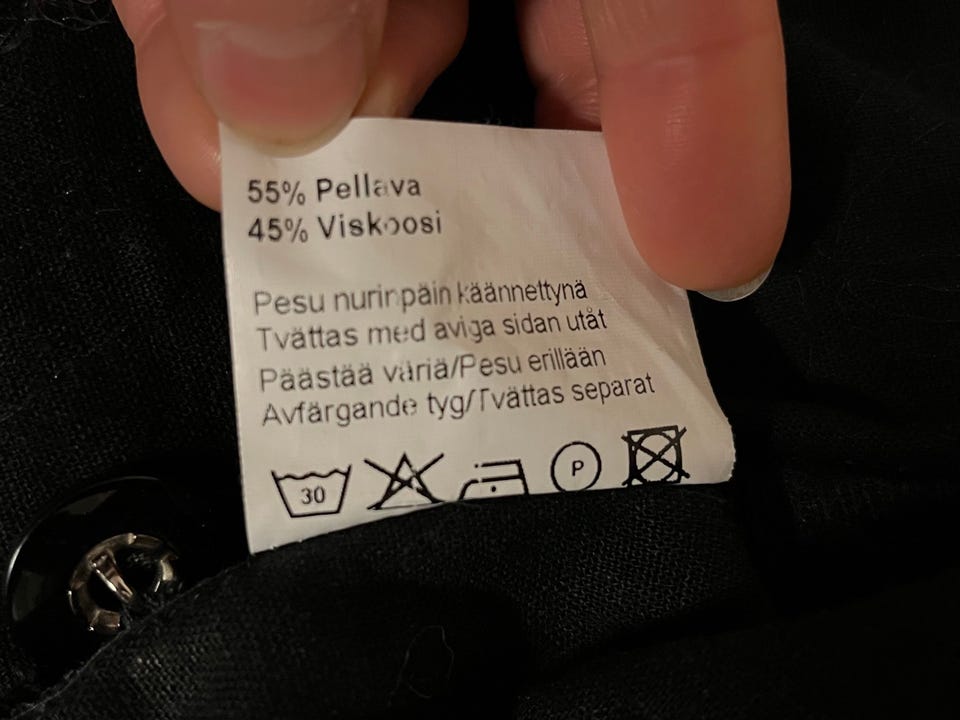 55% Pellava
45% Viskoosi
Pesu nurinpäin käännettynä
Tvättas med aviga sidan utåt
Päästää väriä/Pesu erillään
Avfärgande tyg/Tvättas separat
30 P